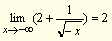 lim_{x→-∞} (2 + 1/√(-x)) = 2